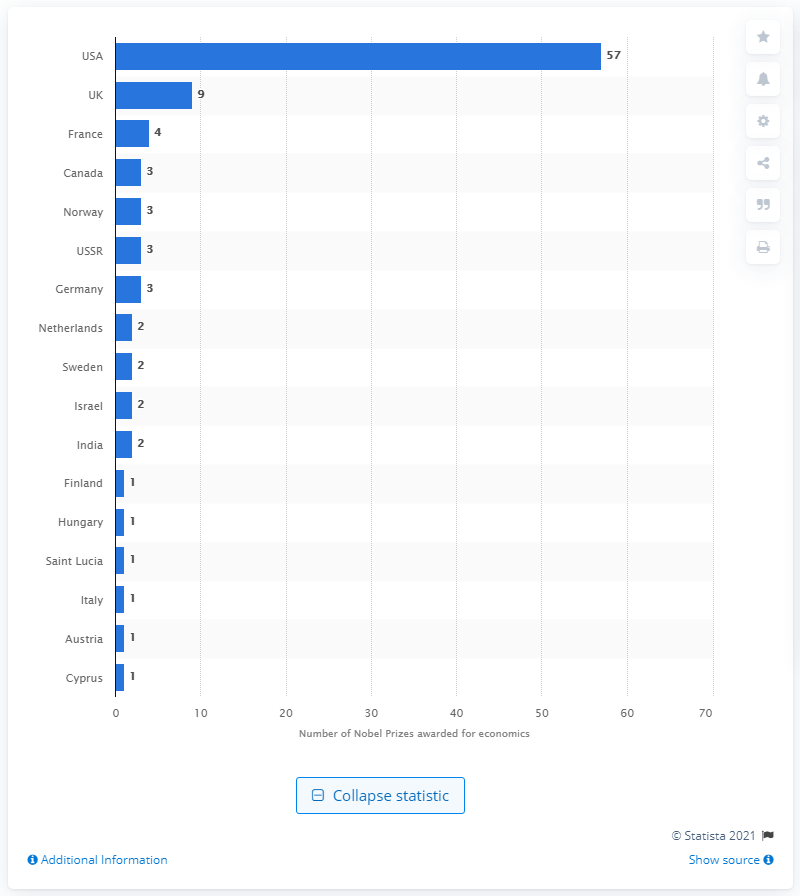 USA 57
UK 9
France 4
Canada 3
Norway 3
USSR 3
Germany 3
Netherlands 2
Sweden 2
Israel 2
India 2
Finland 1
Hungary 1
Saint Lucia 1
Italy 1
Austria 1
Cyprus 1
0 10 20 30 40 50 60 70
Number of Nobel Prizes awarded for economics
Collapse statistic
© Statista 2021
Additional Information Show source